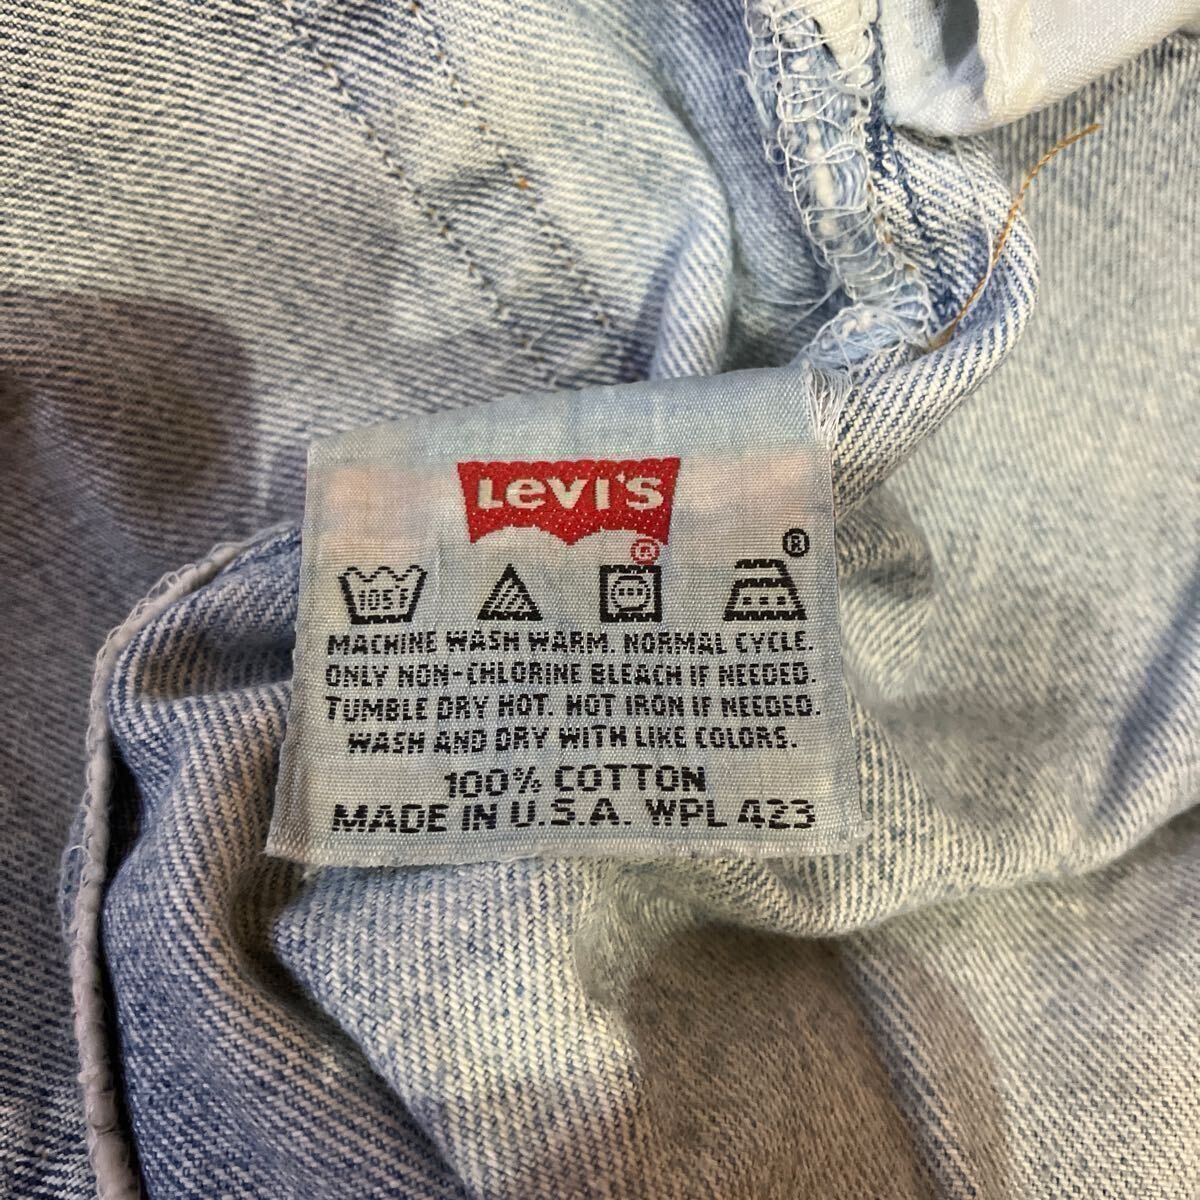 LEVI'S
®
®
105°
MACHINE WASH WARM. NORMAL CYCLE.
ONLY NON-CHLORINE BLEACH IF NEEDED.
TUMBLE DRY HOT. HOT IRON IF NEEDED.
WASH AND DRY WITH LIKE COLORS.
100% COTTON
MADE IN U.S.A. WPL 423